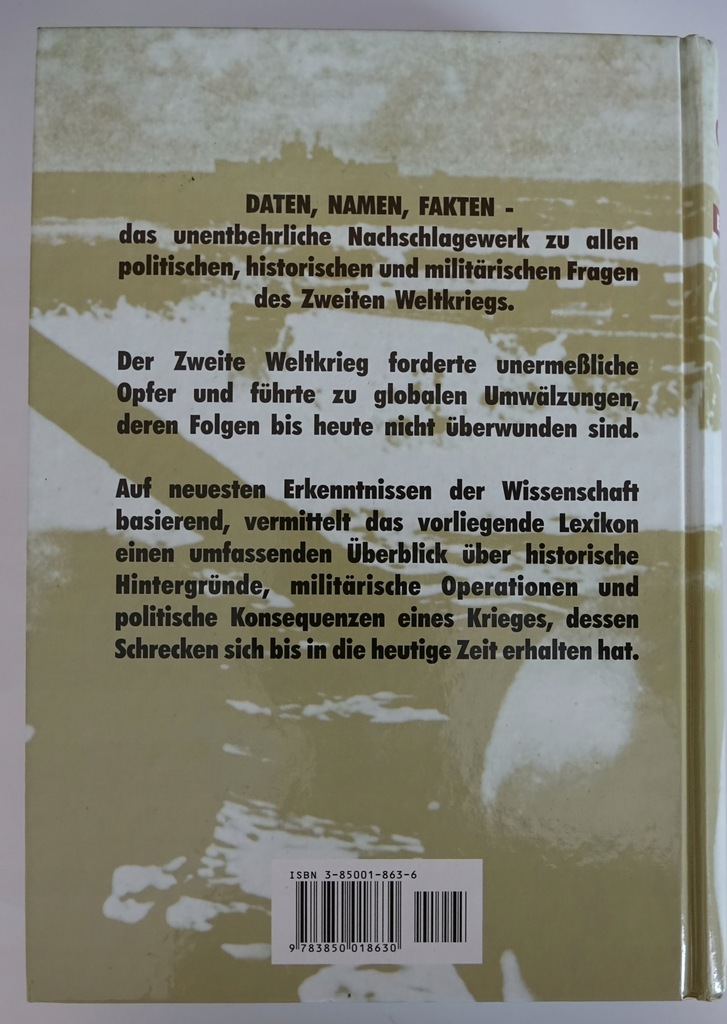 DATEN, NAMEN, FAKTEN -
das unentbehrliche Nachschlagewerk zu allen
politischen, historischen und militärischen Fragen
des Zweiten Weltkriegs.
Der Zweite Weltkrieg forderte unermeßliche
Opfer und führte zu globalen Umwälzungen,
deren Folgen bis heute nicht überwunden sind.
Auf neuesten Erkenntnissen der Wissenschaft
basierend, vermittelt das vorliegende Lexikon
einen umfassenden Überblick über historische
Hintergründe, militärische Operationen und
politische Konsequenzen eines Krieges, dessen
Schrecken sich bis in die heutige Zeit erhalten hat.
ISBN 3-85001-863-6
9 783850 018630